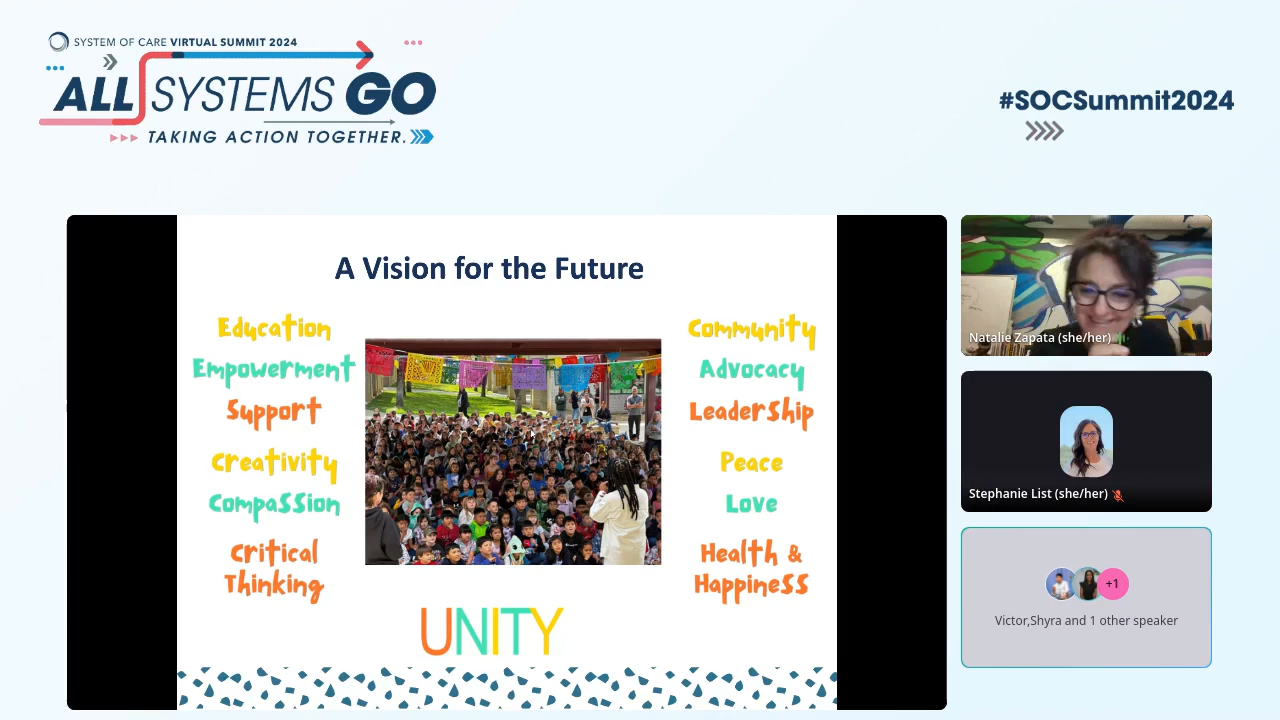 SYSTEM OF CARE VIRTUAL SUMMIT 2024
ALL SYSTEMS GO
TAKING ACTION TOGETHER.
#SOCSummit2024
A Vision for the Future
Education
Empowerment
Support
Creativity
Compassion
Critical
Thinking
Community
Advocacy
Leadership
Peace
Love
Health &
Happiness
UNITY
Natalie Zapata (she/her)
Stephanie List (she/her)
+1
Victor,Shyra and 1 other speaker